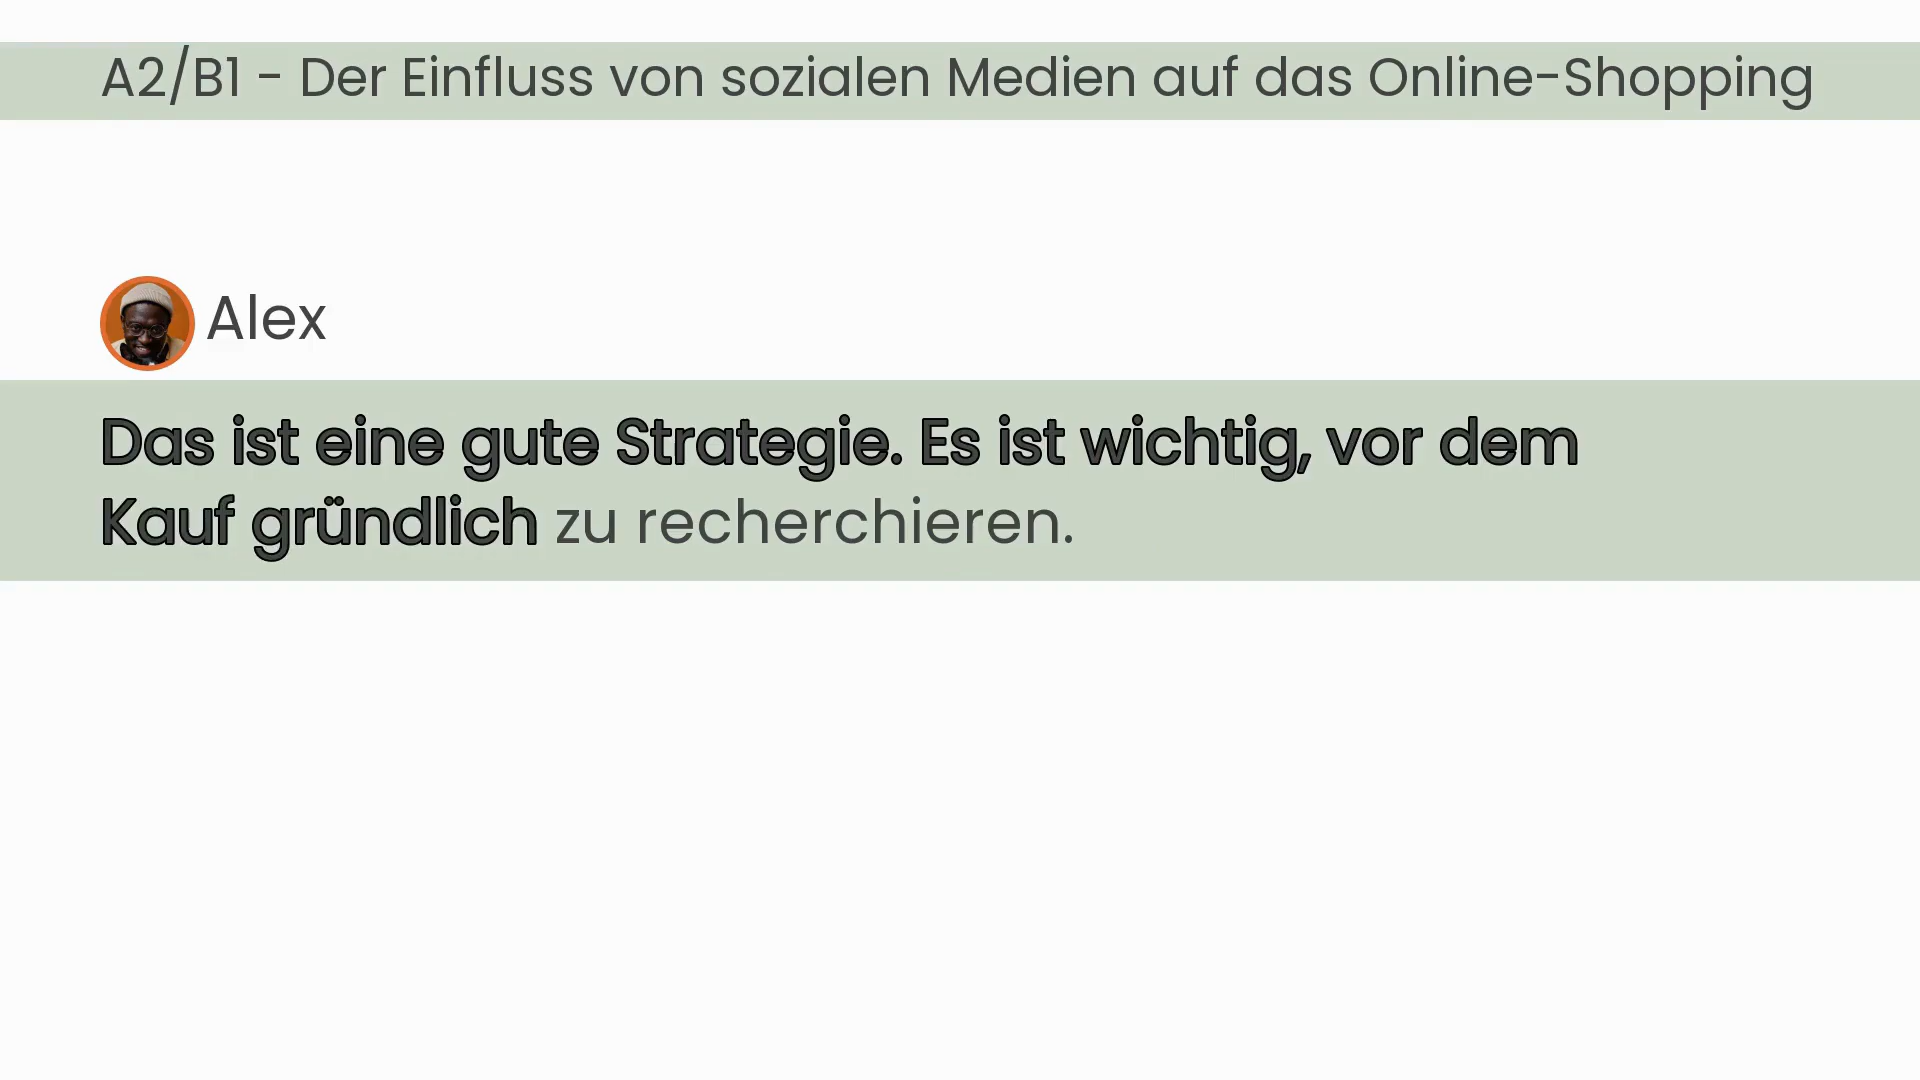 A2/B1 - Der Einfluss von sozialen Medien auf das Online-Shopping
Alex
Das ist eine gute Strategie. Es ist wichtig, vor dem
Kauf gründlich zu recherchieren.